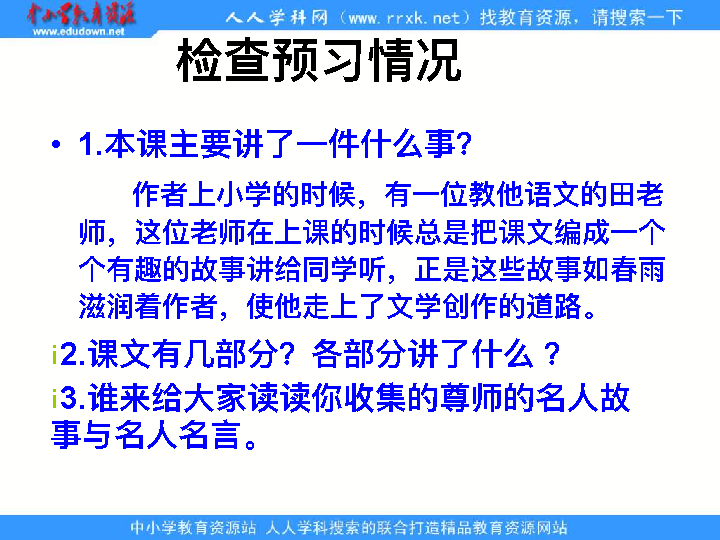 中小学教育资源
www.edudown.net
人人学科网（www.rrxk.net）找教育资源，请搜索一下
检查预习情况
• 1.本课主要讲了一件什么事？
作者上小学的时候，有一位教他语文的田老
师，这位老师在上课的时候总是把课文编成一个
个有趣的故事讲给同学听，正是这些故事如春雨
滋润着作者，使他走上了文学创作的道路。
¡2.课文有几部分？各部分讲了什么 ？
¡3.谁来给大家读读你收集的尊师的名人故
事与名人名言。
中小学教育资源站 人人学科搜索的联合打造精品教育资源网站